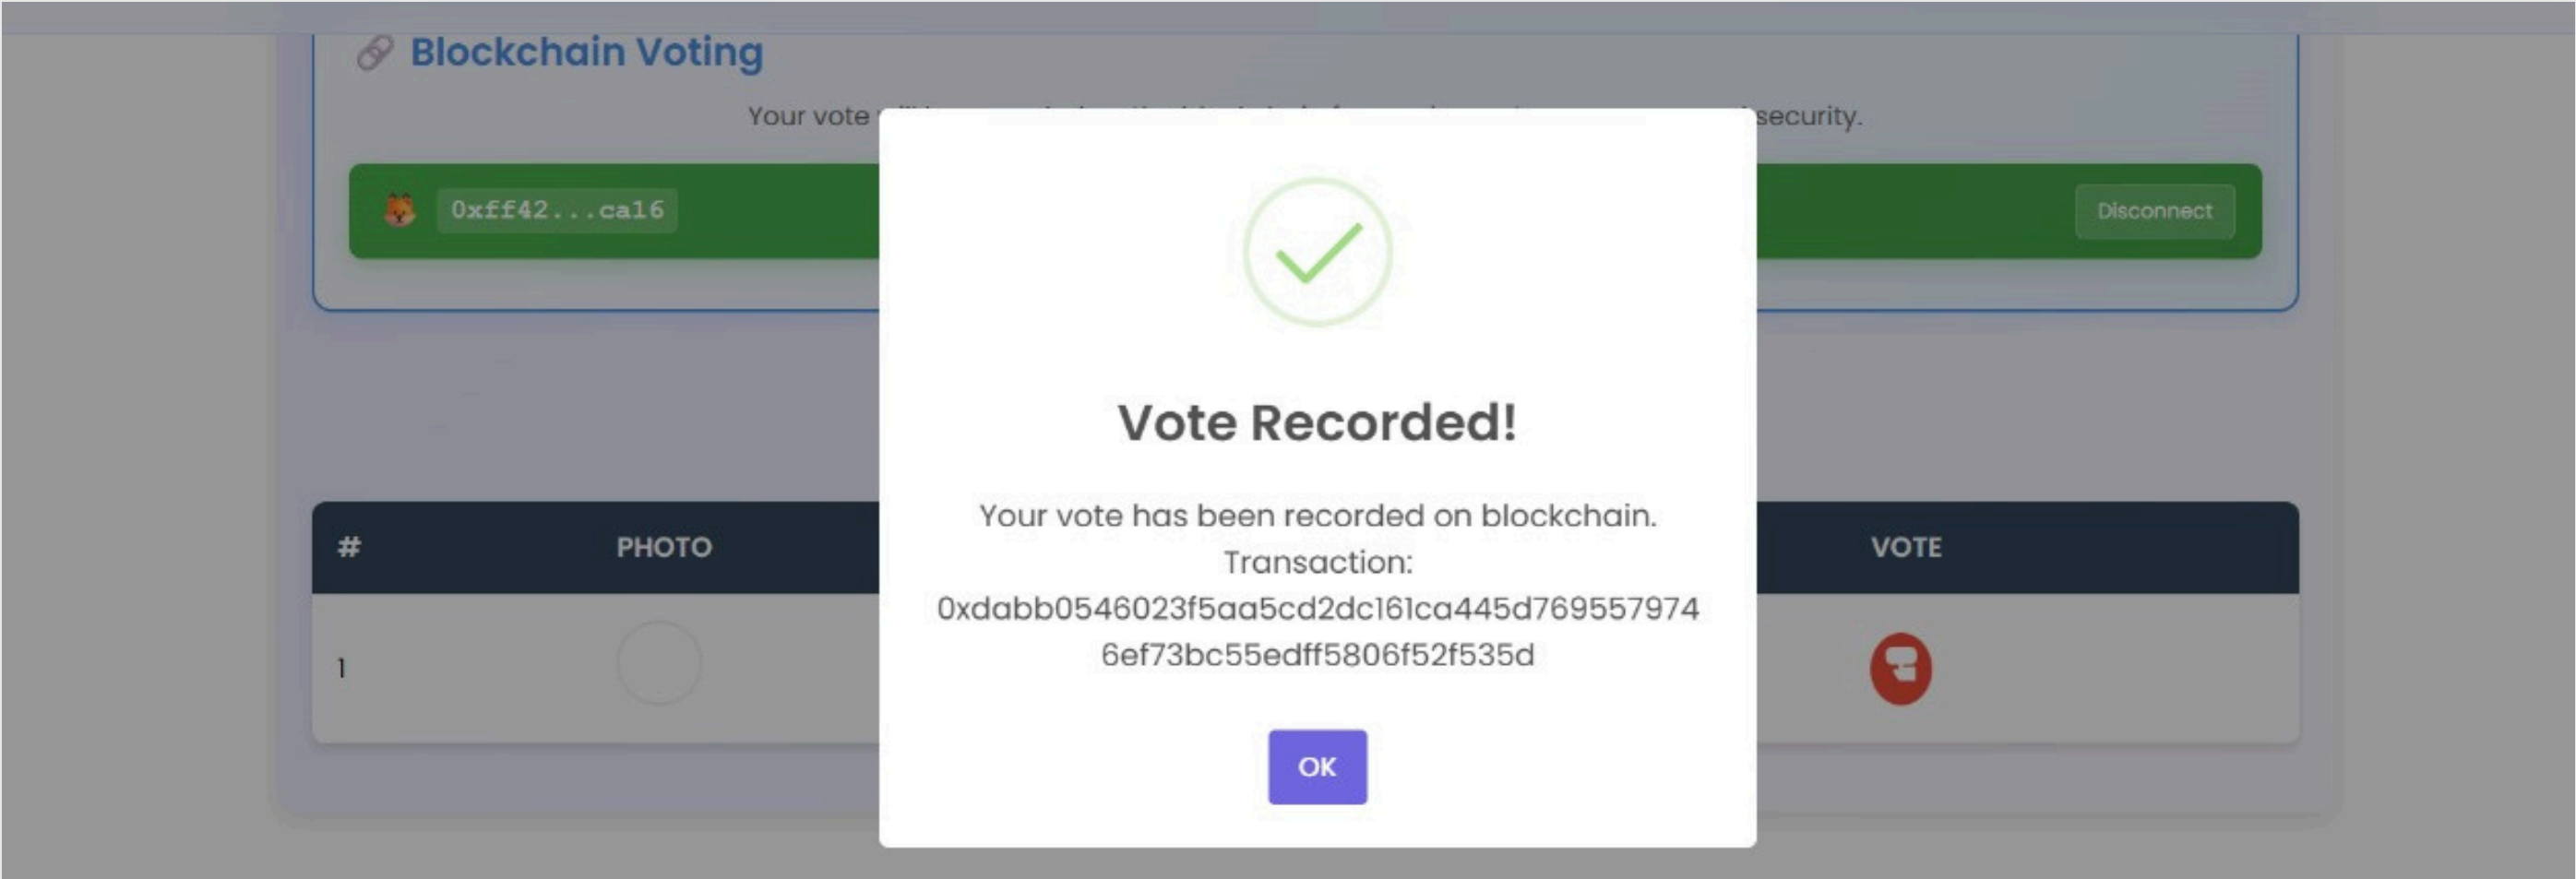 Blockchain Voting
Your vote security.
0xff42...ca16
Disconnect
Vote Recorded!
Your vote has been recorded on blockchain.
Transaction:
0xdabb0546023f5aa5cd2dc161ca445d769557974
6ef73bc55edff5806f52f535d
# PHOTO VOTE
1
OK